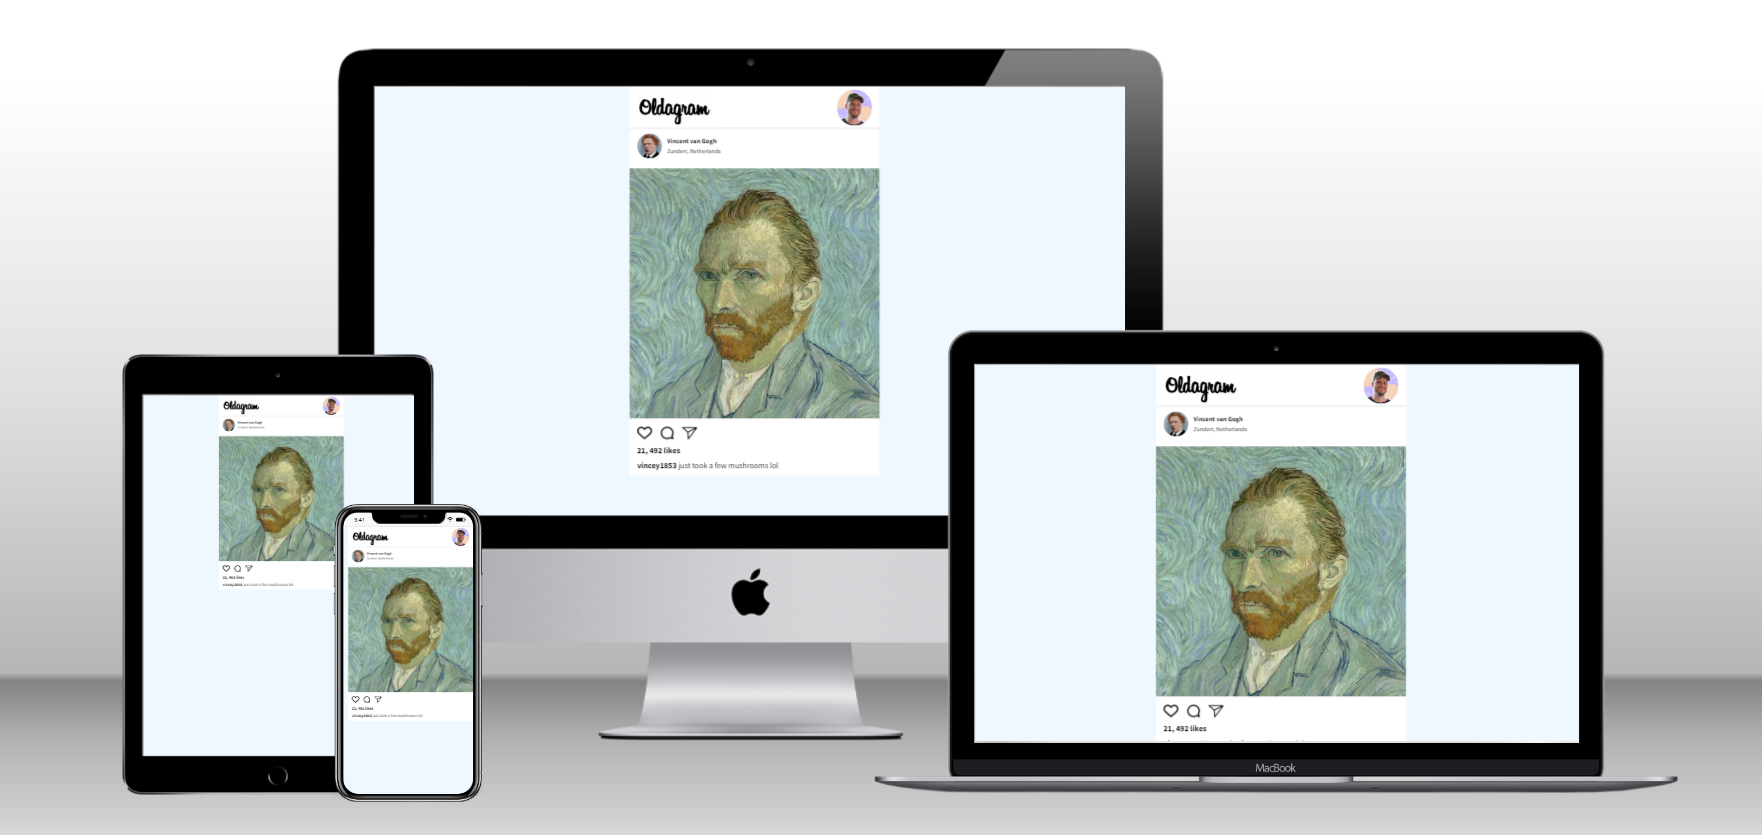 Oldagram
Vincent van Gogh
Zundert, Netherlands
21, 492 likes
vincey1853 just took a few mushrooms lol
Oldagram
Vincent van Gogh
Zundert, Netherlands
21, 492 likes
vincey1853 just took a few mushrooms lol
9:41
Oldagram
Vincent van Gogh
Zundert, Netherlands
21, 492 likes
vincey1853 just took a few mushrooms lol
Oldagram
Vincent van Gogh
Zundert, Netherlands
21, 492 likes
MacBook